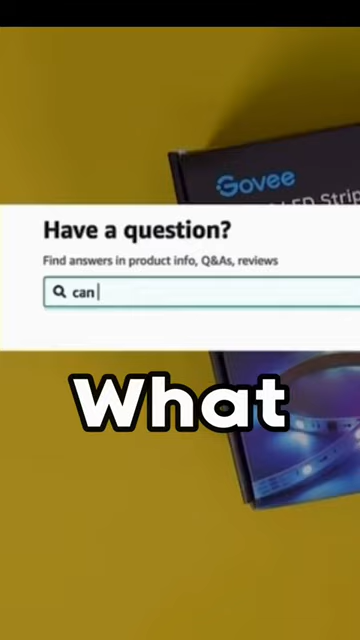 Govee
LED Strip
Have a question?
Find answers in product info, Q&As, reviews
can
What